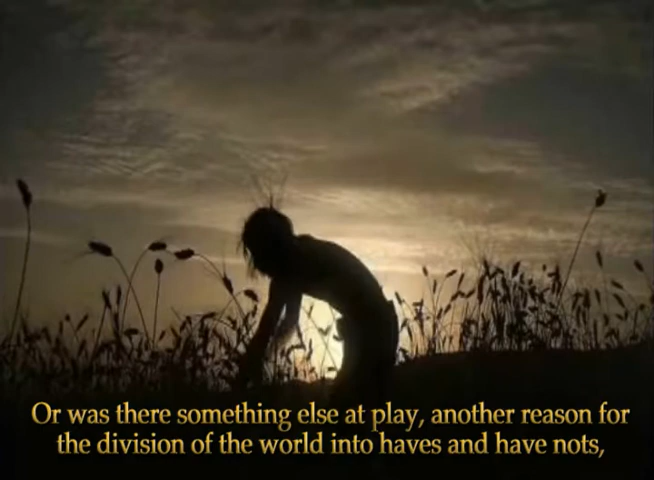 Or was there something else at play, another reason for
the division of the world into haves and have nots,